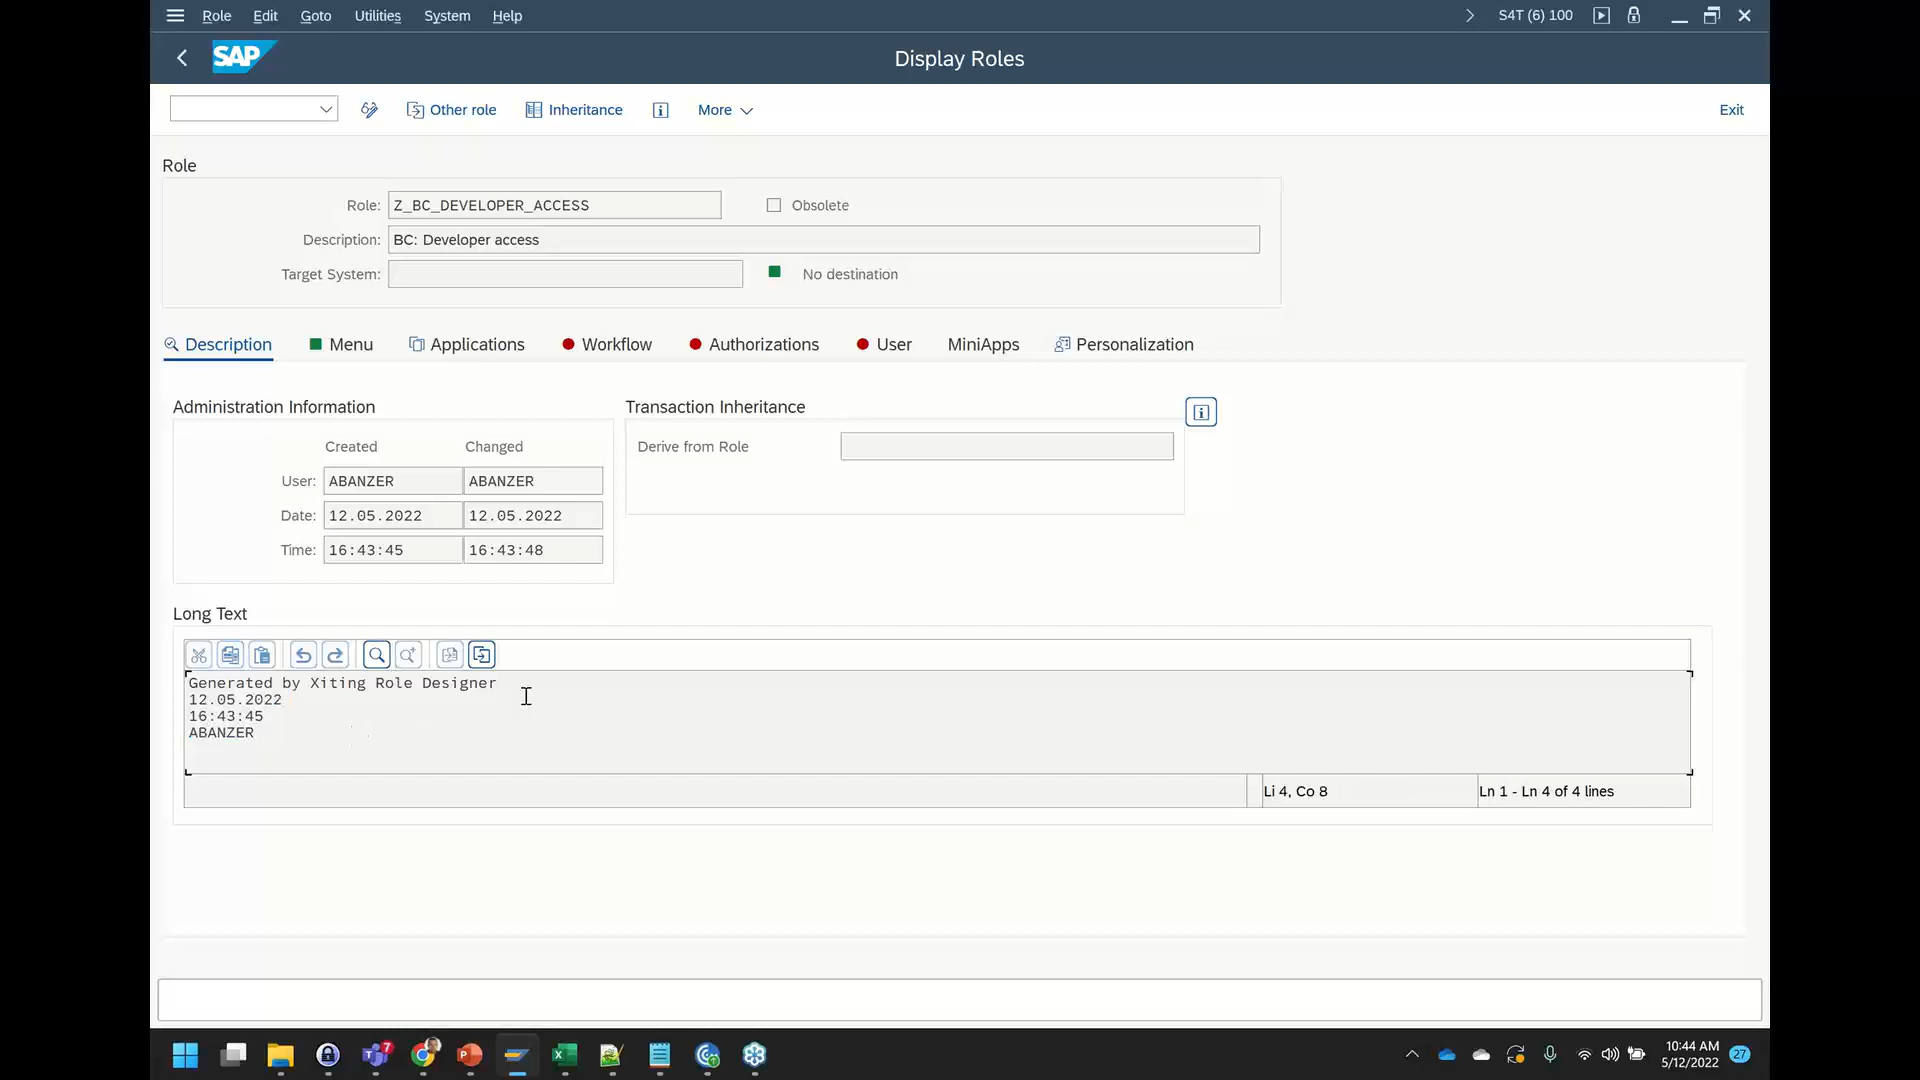 Role Edit Goto Utilities System Help S4T (6) 100
SAP Display Roles
Other role Inheritance More Exit
Role
Role: Z_BC_DEVELOPER_ACCESS Obsolete
Description: BC: Developer access
Target System: No destination
Description Menu Applications Workflow Authorizations User MiniApps Personalization
Administration Information
Created Changed
User: ABANZER ABANZER
Date: 12.05.2022 12.05.2022
Time: 16:43:45 16:43:48
Transaction Inheritance
Derive from Role
Long Text
Generated by Xiting Role Designer
12.05.2022
16:43:45
ABANZER
Li 4, Co 8 Ln 1 - Ln 4 of 4 lines
7
10:44 AM
5/12/2022
27